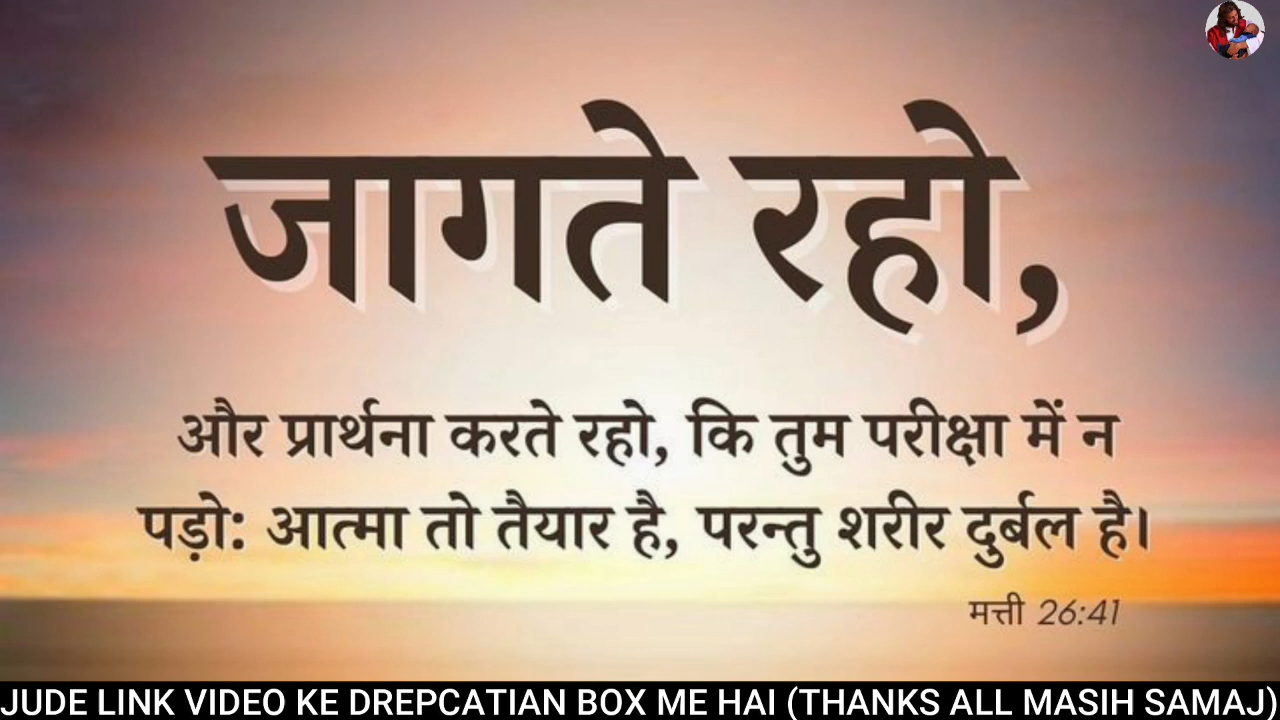 जागते रहो,
और प्रार्थना करते रहो, कि तुम परीक्षा में न
पड़ो: आत्मा तो तैयार है, परन्तु शरीर दुर्बल है।
मत्ती 26:41
JUDE LINK VIDEO KE DREPCATIAN BOX ME HAI (THANKS ALL MASIH SAMAJ)